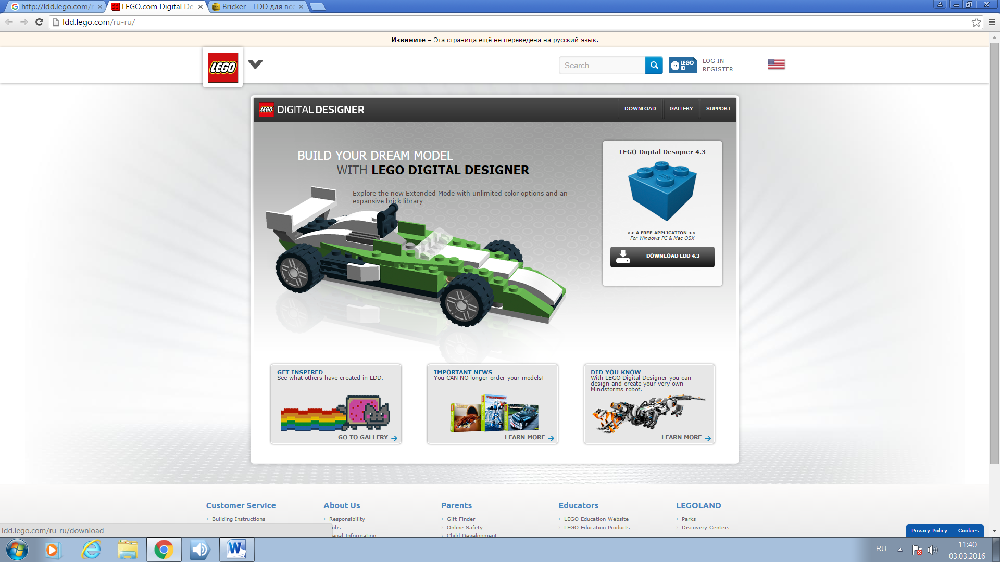 http://ldd.lego.com/r
LEGO.com Digital De
Bricker - LDD для все
ldd.lego.com/ru-ru/
Извините – Эта страница ещё не переведена на русский язык.
LEGO
Search
LEGO ID
LOG IN
REGISTER
LEGO DIGITAL DESIGNER
DOWNLOAD
GALLERY
SUPPORT
BUILD YOUR DREAM MODEL
WITH LEGO DIGITAL DESIGNER
Explore the new Extended Mode with unlimited color options and an
expansive brick library
LEGO Digital Designer 4.3
>> A FREE APPLICATION <<
For Windows PC & Mac OSX
DOWNLOAD LDD 4.3
GET INSPIRED
See what others have created in LDD.
GO TO GALLERY
IMPORTANT NEWS
You CAN NO longer order your models!
LEARN MORE
DID YOU KNOW
With LEGO Digital Designer you can
design and create your very own
Mindstorms robot.
LEARN MORE
Customer Service
Building Instructions
About Us
Responsibility
obs
egal Information
Parents
Gift Finder
Online Safety
Child Development
Educators
LEGO Education Website
LEGO Education Products
LEGOLAND
Parks
Discovery Centers
ldd.lego.com/ru-ru/download
Privacy Policy
Cookies
RU
11:40
03.03.2016